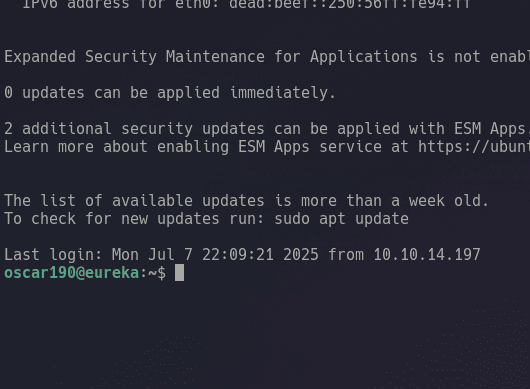 IPv6 address for eth0: dead:beef::250:56ff:fe94:ff
Expanded Security Maintenance for Applications is not enabl
0 updates can be applied immediately.
2 additional security updates can be applied with ESM Apps.
Learn more about enabling ESM Apps service at https://ubunt
The list of available updates is more than a week old.
To check for new updates run: sudo apt update
Last login: Mon Jul 7 22:09:21 2025 from 10.10.14.197
oscar190@eureka:~$